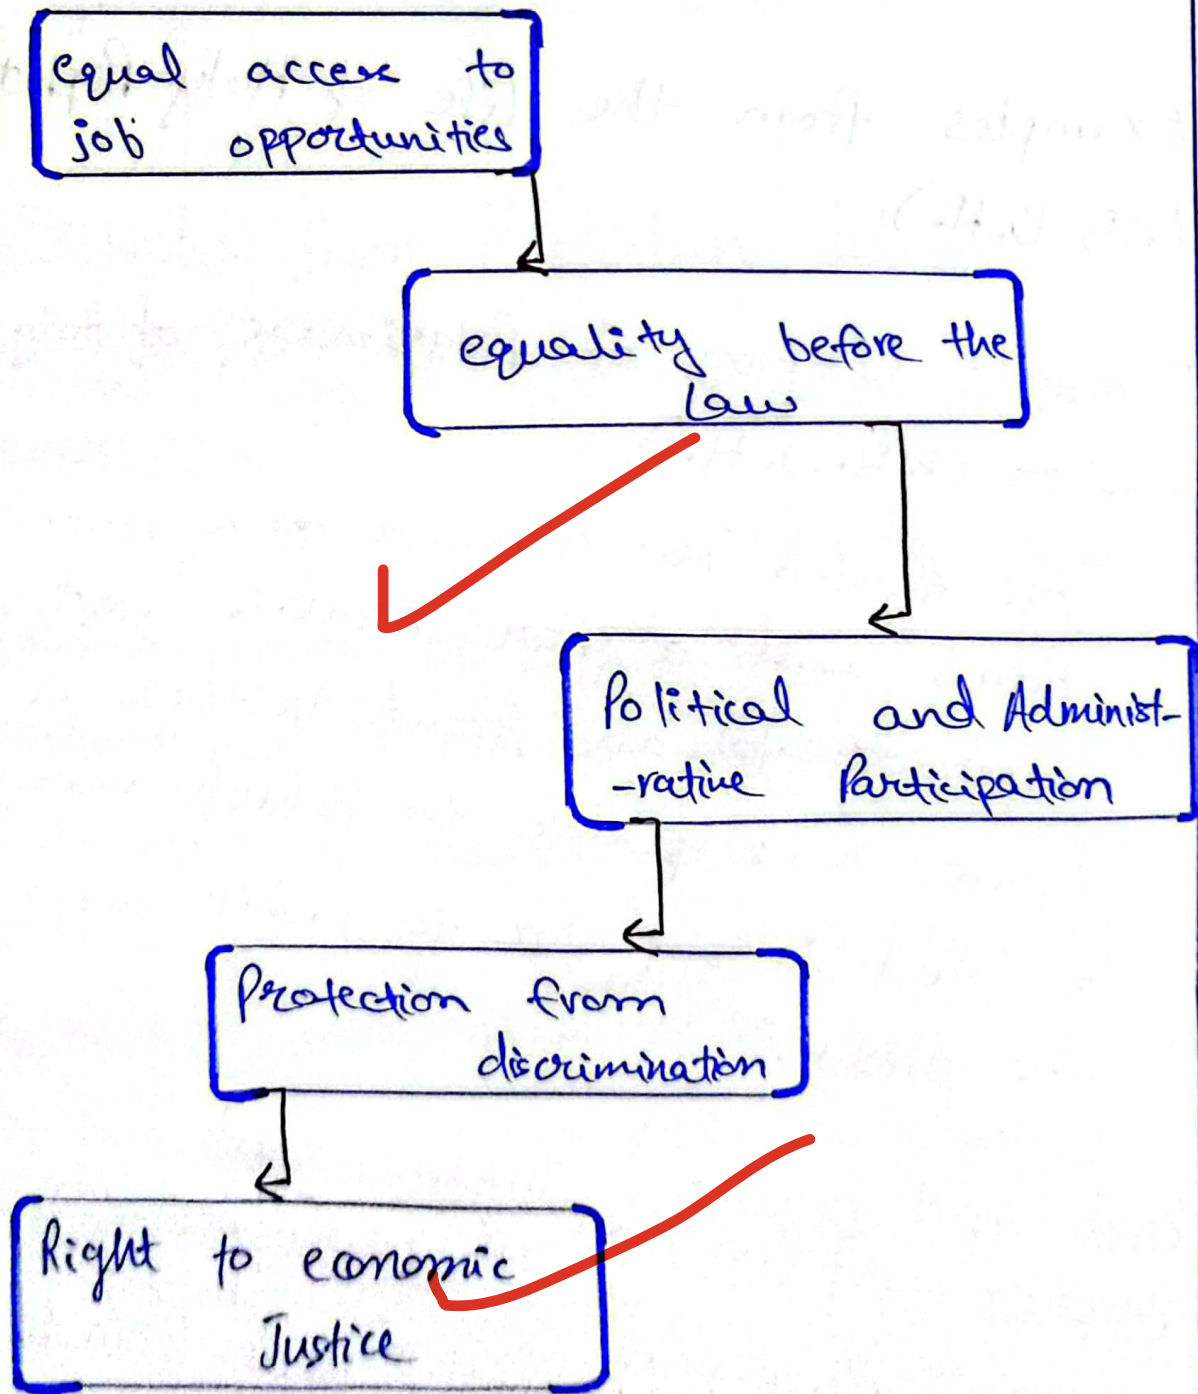 equal access to
job opportunities
equality before the
Law
Political and Administ-
-rative Participation
Protection from
discrimination
Right to economic
Justice